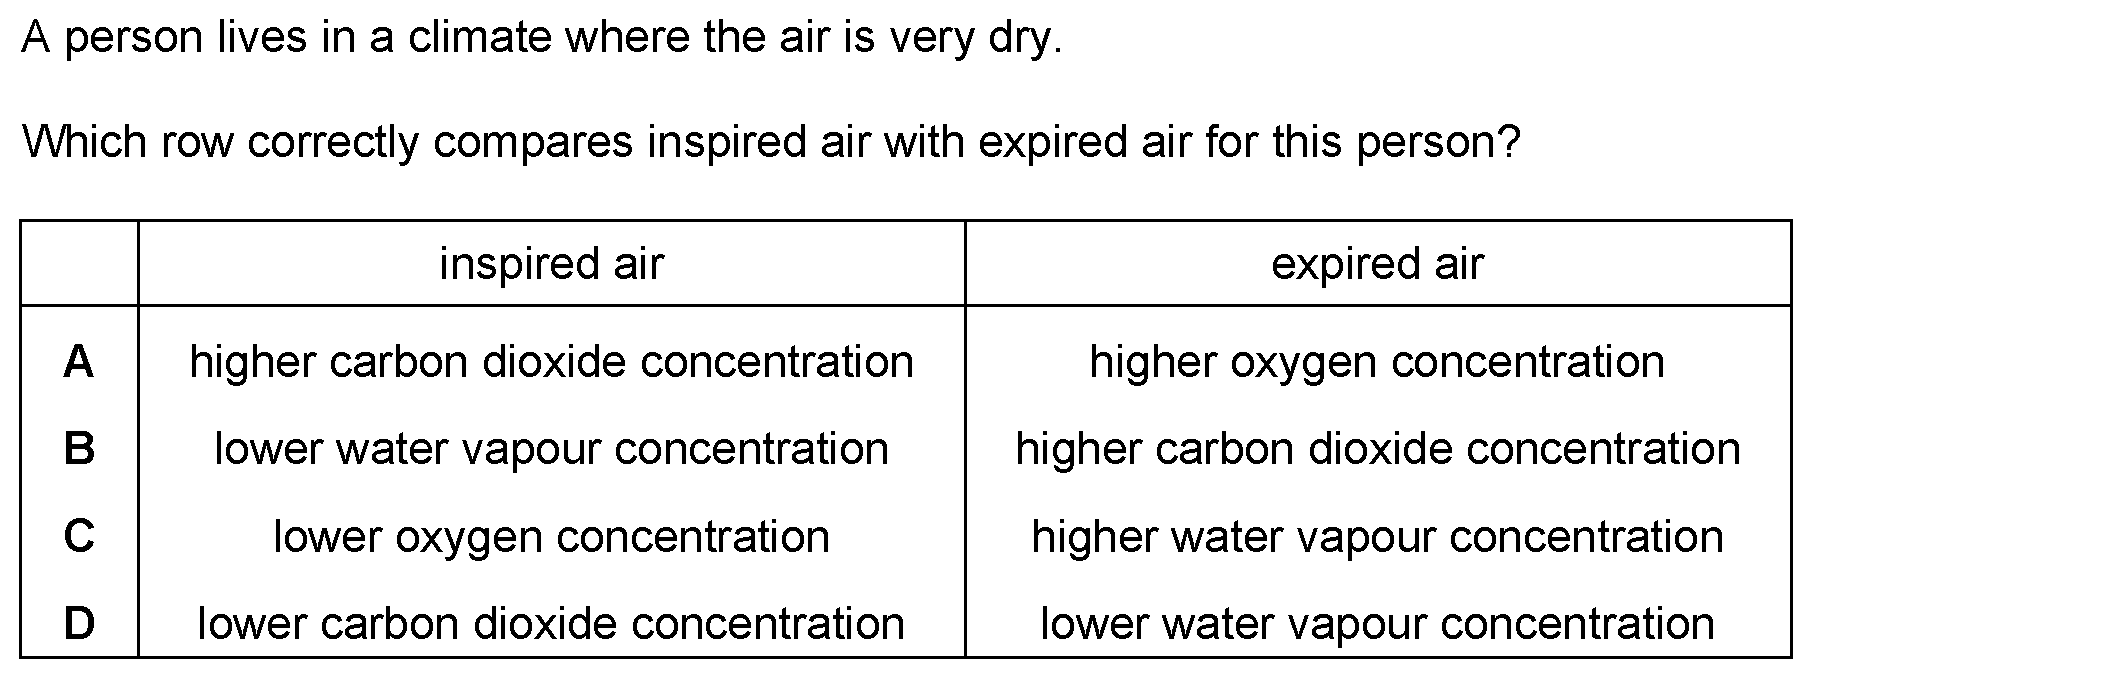 A person lives in a climate where the air is very dry.
Which row correctly compares inspired air with expired air for this person?
inspired air expired air
A higher carbon dioxide concentration higher oxygen concentration
B lower water vapour concentration higher carbon dioxide concentration
C lower oxygen concentration higher water vapour concentration
D lower carbon dioxide concentration lower water vapour concentration